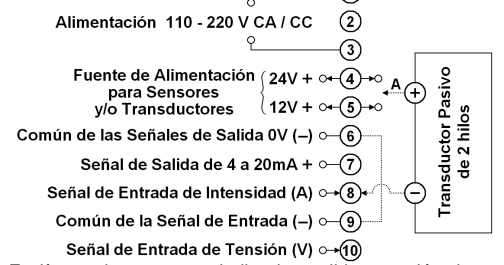 Alimentación 110 - 220 V CA / CC
2
3
Fuente de Alimentación
para Sensores
y/o Transductores
24V +
4
12V +
5
A
+
Transductor Pasivo
de 2 hilos
Común de las Señales de Salida 0V (–)
6
Señal de Salida de 4 a 20mA +
7
Señal de Entrada de Intensidad (A)
8
–
Común de la Señal de Entrada (–)
9
Señal de Entrada de Tensión (V)
10